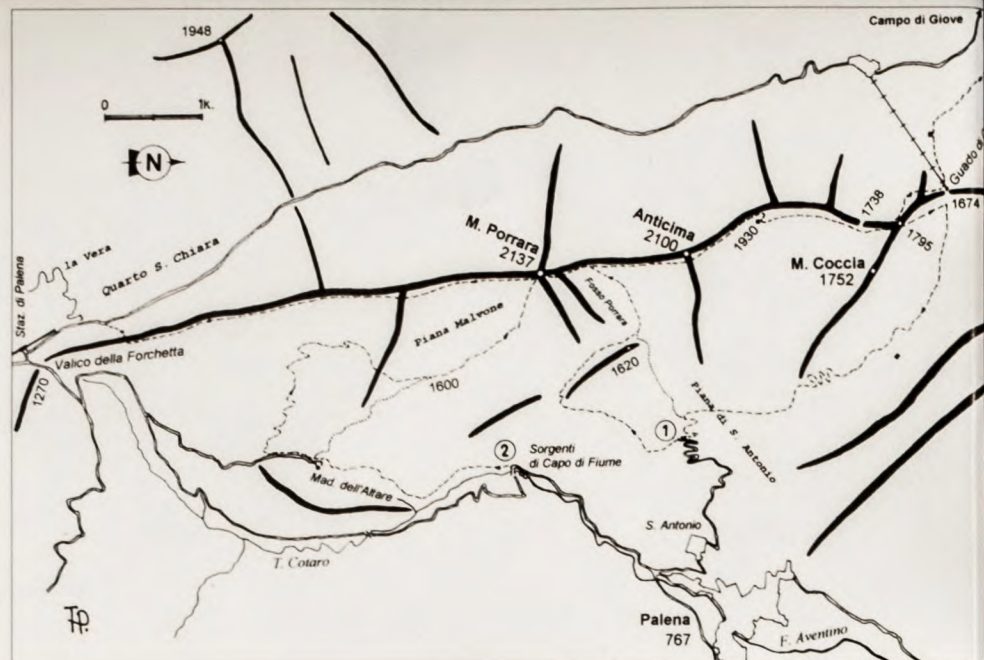 Campo di Giove
1948
0 1k.
N
Guado di
1674
1738
1795
Anticima
2100
1930
M. Porrara
2137
M. Coccia
1752
la Vera
Quarto S. Chiara
Staz. di Palena
Fosso Porrara
Piana Malvone
Valico della Forchetta
1270
1600
1620
Piana di S. Antonio
1
2
Sorgenti
di Capo di Fiume
Mad. dell'Altare
S. Antonio
T. Cotaro
Palena
767
F. Aventino